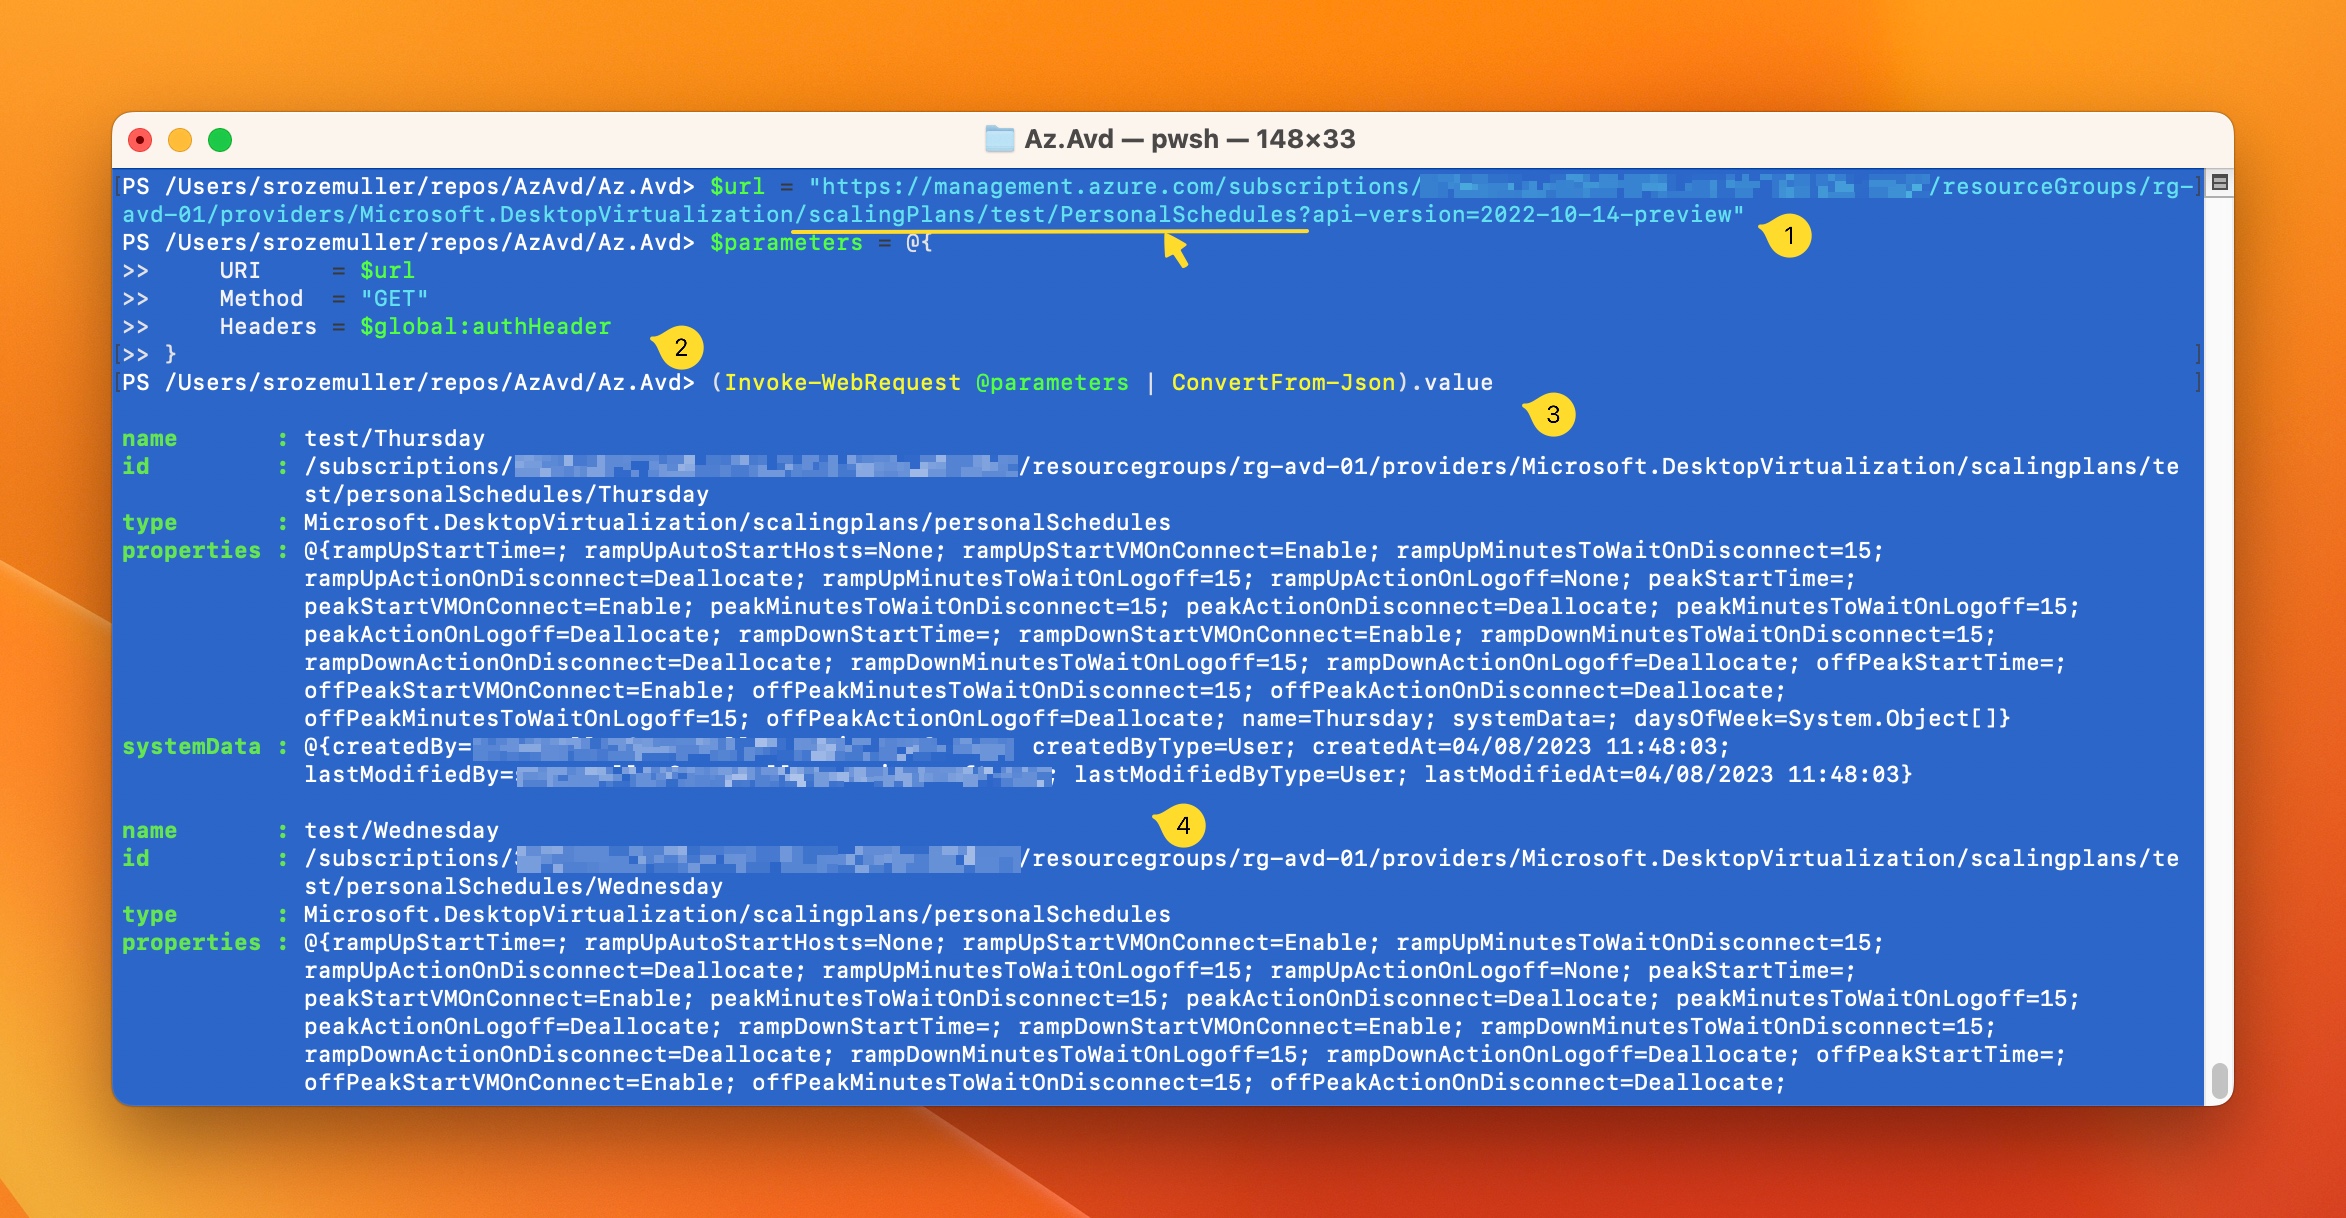 Az.Avd — pwsh — 148×33
PS /Users/srozemuller/repos/AzAvd/Az.Avd> $url = "https://management.azure.com/subscriptions/ /resourceGroups/rg-
avd-01/providers/Microsoft.DesktopVirtualization/scalingPlans/test/PersonalSchedules?api-version=2022-10-14-preview"
1
PS /Users/srozemuller/repos/AzAvd/Az.Avd> $parameters = @{
>>     URI     = $url
>>     Method  = "GET"
>>     Headers = $global:authHeader
2
>> }
PS /Users/srozemuller/repos/AzAvd/Az.Avd> (Invoke-WebRequest @parameters | ConvertFrom-Json).value
3
name       : test/Thursday
id         : /subscriptions/ /resourcegroups/rg-avd-01/providers/Microsoft.DesktopVirtualization/scalingplans/te
st/personalSchedules/Thursday
type       : Microsoft.DesktopVirtualization/scalingplans/personalSchedules
properties : @{rampUpStartTime=; rampUpAutoStartHosts=None; rampUpStartVMOnConnect=Enable; rampUpMinutesToWaitOnDisconnect=15;
rampUpActionOnDisconnect=Deallocate; rampUpMinutesToWaitOnLogoff=15; rampUpActionOnLogoff=None; peakStartTime=;
peakStartVMOnConnect=Enable; peakMinutesToWaitOnDisconnect=15; peakActionOnDisconnect=Deallocate; peakMinutesToWaitOnLogoff=15;
peakActionOnLogoff=Deallocate; rampDownStartTime=; rampDownStartVMOnConnect=Enable; rampDownMinutesToWaitOnDisconnect=15;
rampDownActionOnDisconnect=Deallocate; rampDownMinutesToWaitOnLogoff=15; rampDownActionOnLogoff=Deallocate; offPeakStartTime=;
offPeakStartVMOnConnect=Enable; offPeakMinutesToWaitOnDisconnect=15; offPeakActionOnDisconnect=Deallocate;
offPeakMinutesToWaitOnLogoff=15; offPeakActionOnLogoff=Deallocate; name=Thursday; systemData=; daysOfWeek=System.Object[]}
systemData : @{createdBy= createdByType=User; createdAt=04/08/2023 11:48:03;
lastModifiedBy= ; lastModifiedByType=User; lastModifiedAt=04/08/2023 11:48:03}
4
name       : test/Wednesday
id         : /subscriptions/ /resourcegroups/rg-avd-01/providers/Microsoft.DesktopVirtualization/scalingplans/te
st/personalSchedules/Wednesday
type       : Microsoft.DesktopVirtualization/scalingplans/personalSchedules
properties : @{rampUpStartTime=; rampUpAutoStartHosts=None; rampUpStartVMOnConnect=Enable; rampUpMinutesToWaitOnDisconnect=15;
rampUpActionOnDisconnect=Deallocate; rampUpMinutesToWaitOnLogoff=15; rampUpActionOnLogoff=None; peakStartTime=;
peakStartVMOnConnect=Enable; peakMinutesToWaitOnDisconnect=15; peakActionOnDisconnect=Deallocate; peakMinutesToWaitOnLogoff=15;
peakActionOnLogoff=Deallocate; rampDownStartTime=; rampDownStartVMOnConnect=Enable; rampDownMinutesToWaitOnDisconnect=15;
rampDownActionOnDisconnect=Deallocate; rampDownMinutesToWaitOnLogoff=15; rampDownActionOnLogoff=Deallocate; offPeakStartTime=;
offPeakStartVMOnConnect=Enable; offPeakMinutesToWaitOnDisconnect=15; offPeakActionOnDisconnect=Deallocate;